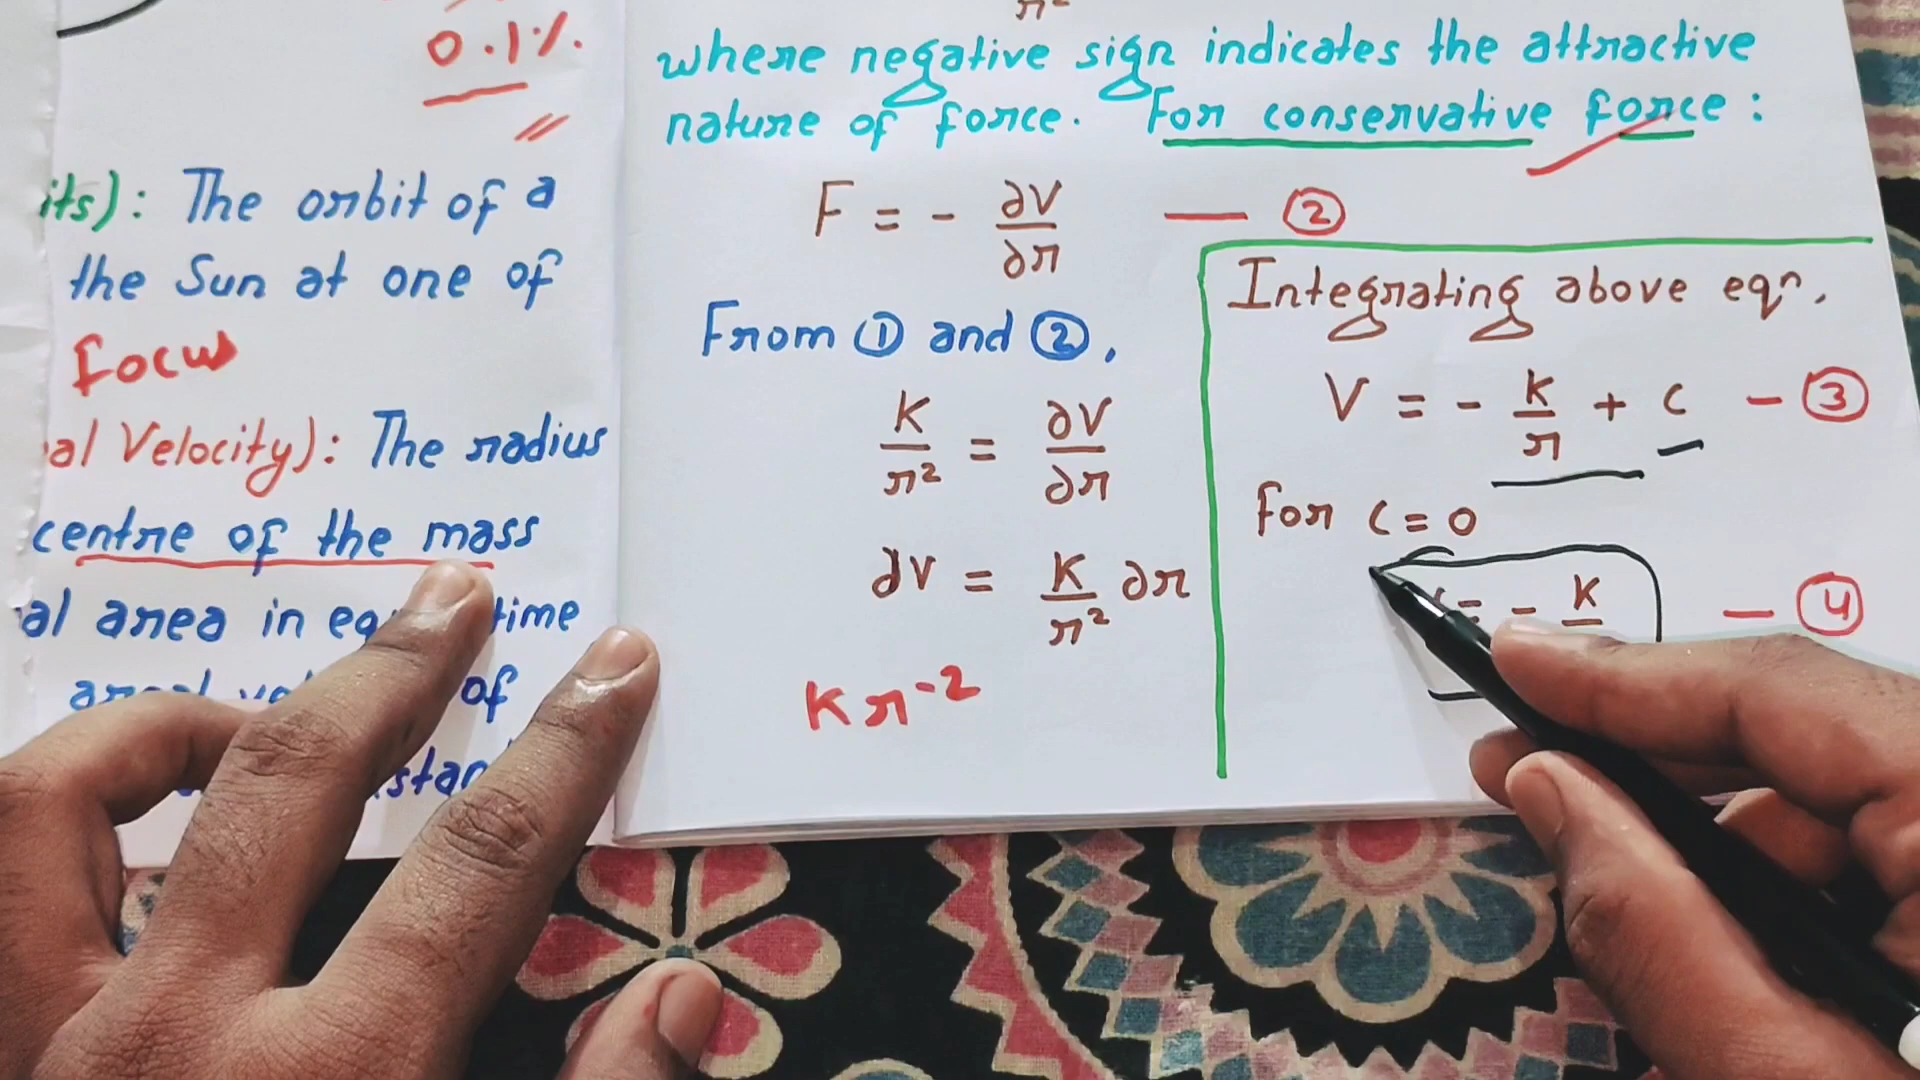 0.1%
its): The orbit of a
the Sun at one of
focus
al Velocity): The radius
centre of the mass
al area in time
of
r²
where negative sign indicates the attractive
nature of force. For conservative force:
F = - ∂V/∂r — ②
From ① and ②,
K/r² = ∂V/∂r
∂V = K/r² ∂r
K r⁻²
Integrating above eqⁿ,
V = - K/r + C - ③
for C = 0
= - K — ④